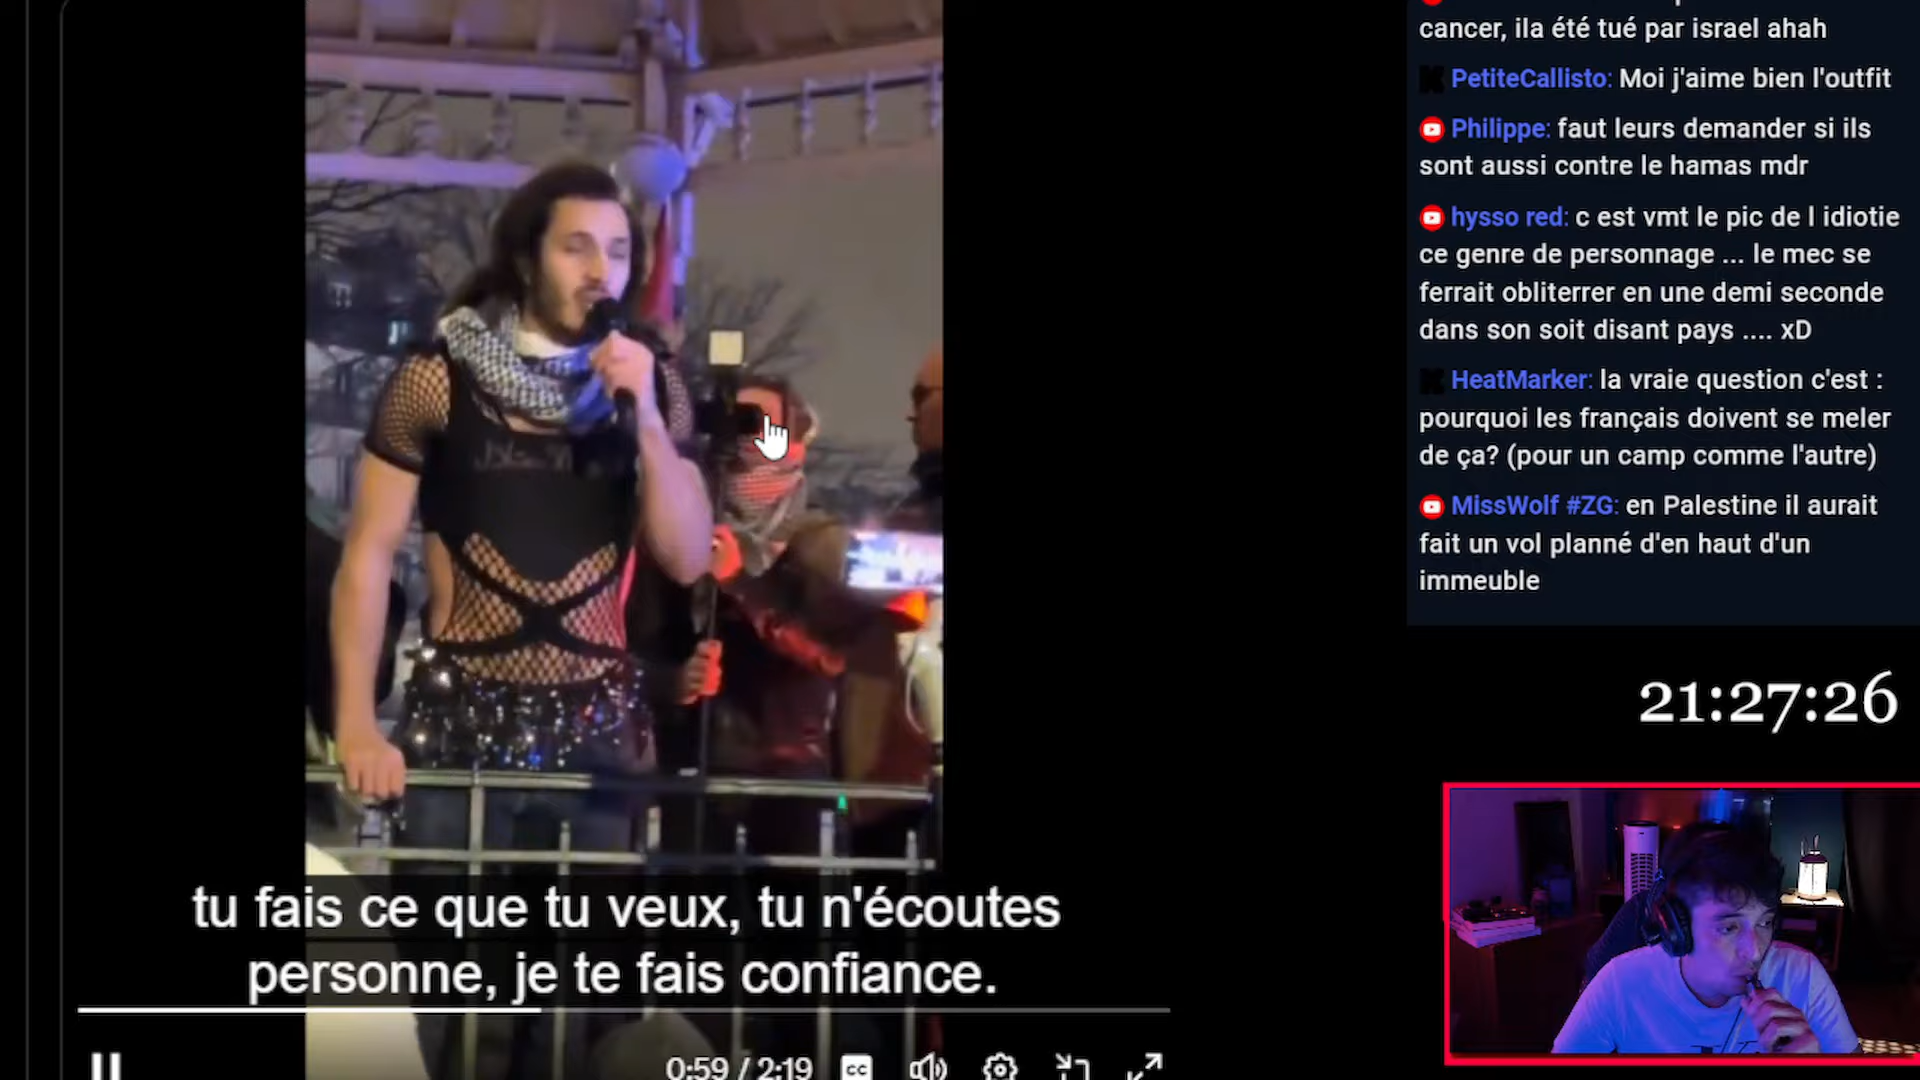 cancer, ila été tué par israel ahah
PetiteCallisto: Moi j'aime bien l'outfit
Philippe: faut leurs demander si ils
sont aussi contre le hamas mdr
hysso red: c est vmt le pic de l idiotie
ce genre de personnage ... le mec se
ferrait obliterrer en une demi seconde
dans son soit disant pays .... xD
HeatMarker: la vraie question c'est :
pourquoi les français doivent se meler
de ça? (pour un camp comme l'autre)
MissWolf #ZG: en Palestine il aurait
fait un vol planné d'en haut d'un
immeuble
21:27:26
tu fais ce que tu veux, tu n'écoutes
personne, je te fais confiance.
0:59 / 2:19 CC